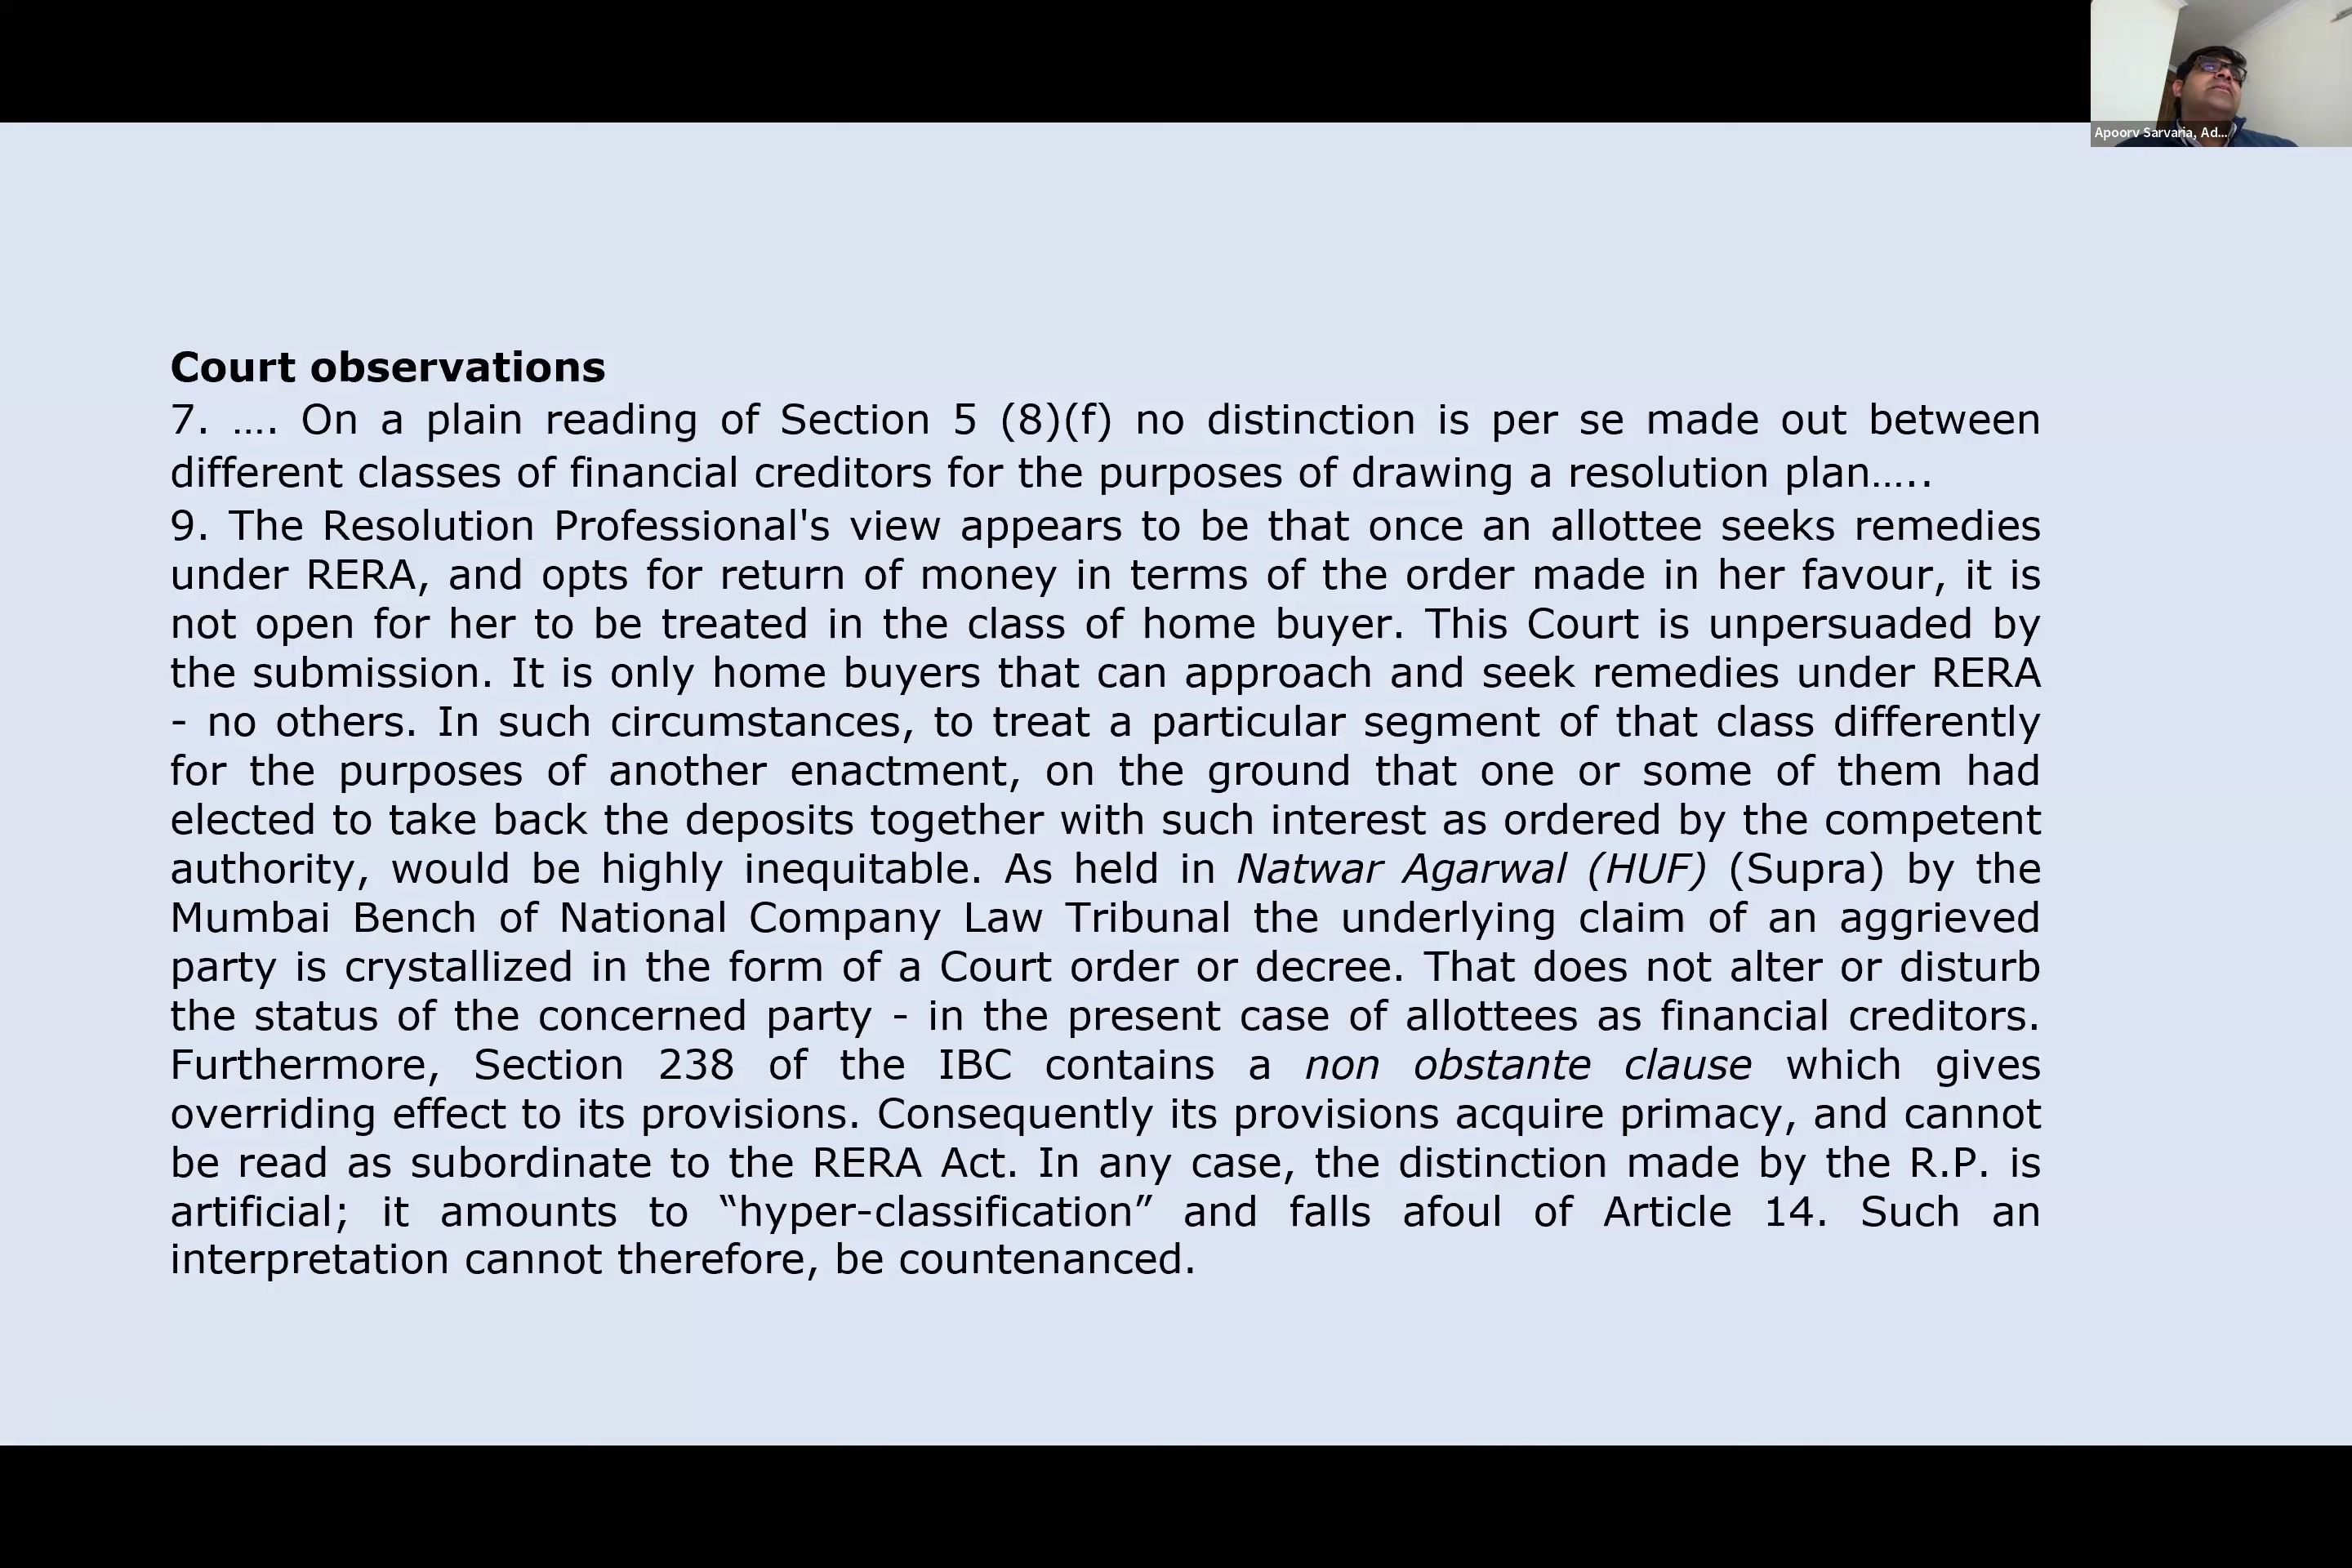 Apoorv Sarvaria, Ad...
Court observations
7. …. On a plain reading of Section 5 (8)(f) no distinction is per se made out between
different classes of financial creditors for the purposes of drawing a resolution plan…..
9. The Resolution Professional's view appears to be that once an allottee seeks remedies
under RERA, and opts for return of money in terms of the order made in her favour, it is
not open for her to be treated in the class of home buyer. This Court is unpersuaded by
the submission. It is only home buyers that can approach and seek remedies under RERA
- no others. In such circumstances, to treat a particular segment of that class differently
for the purposes of another enactment, on the ground that one or some of them had
elected to take back the deposits together with such interest as ordered by the competent
authority, would be highly inequitable. As held in Natwar Agarwal (HUF) (Supra) by the
Mumbai Bench of National Company Law Tribunal the underlying claim of an aggrieved
party is crystallized in the form of a Court order or decree. That does not alter or disturb
the status of the concerned party - in the present case of allottees as financial creditors.
Furthermore, Section 238 of the IBC contains a non obstante clause which gives
overriding effect to its provisions. Consequently its provisions acquire primacy, and cannot
be read as subordinate to the RERA Act. In any case, the distinction made by the R.P. is
artificial; it amounts to “hyper-classification” and falls afoul of Article 14. Such an
interpretation cannot therefore, be countenanced.